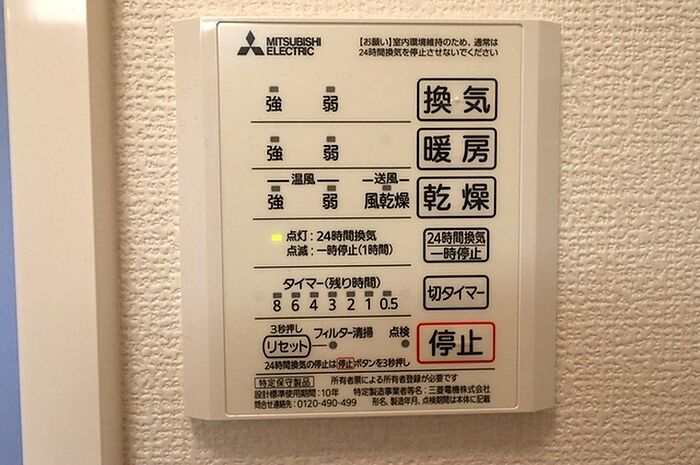 MITSUBISHI
ELECTRIC
【お願い】室内環境維持のため、通常は
24時間換気を停止させないでください
強 弱 換気
強 弱 暖房
温風 送風
強 弱 風乾燥 乾燥
点灯:24時間換気
点滅:一時停止(1時間)
24時間換気
一時停止
タイマー(残り時間)
8 6 4 3 2 1 0.5
切タイマー
3秒押し
リセット フィルター清掃 点検
停止
24時間換気の停止は停止ボタンを3秒押し
特定保守製品 所有者票による所有者登録が必要です
設計標準使用期間:10年 特定製造事業者等名:三菱電機株式会社
問合せ連絡先:0120-490-499 形名、製造年月、点検期間は本体に記載